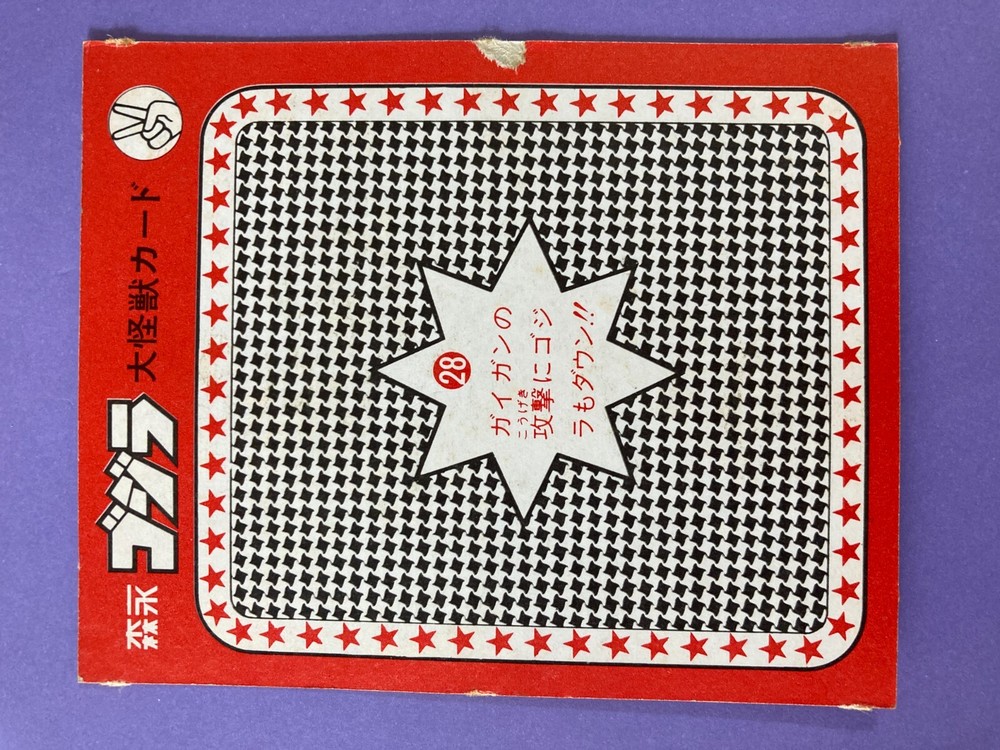 森永
ゴジラ
大怪獣カード
28
ガイガンの
こうげき
攻撃にゴジ
ラもダウン!!